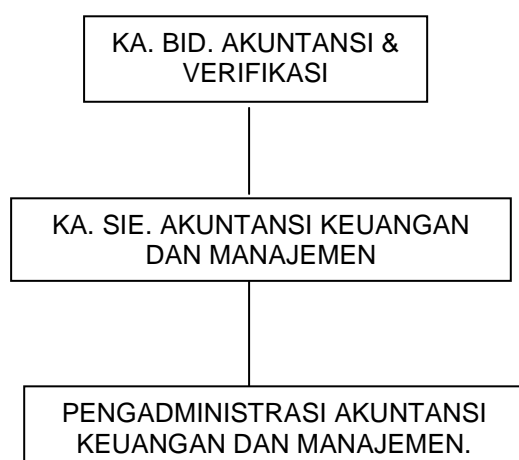 KA. BID. AKUNTANSI &
VERIFIKASI
KA. SIE. AKUNTANSI KEUANGAN
DAN MANAJEMEN
PENGADMINISTRASI AKUNTANSI
KEUANGAN DAN MANAJEMEN.